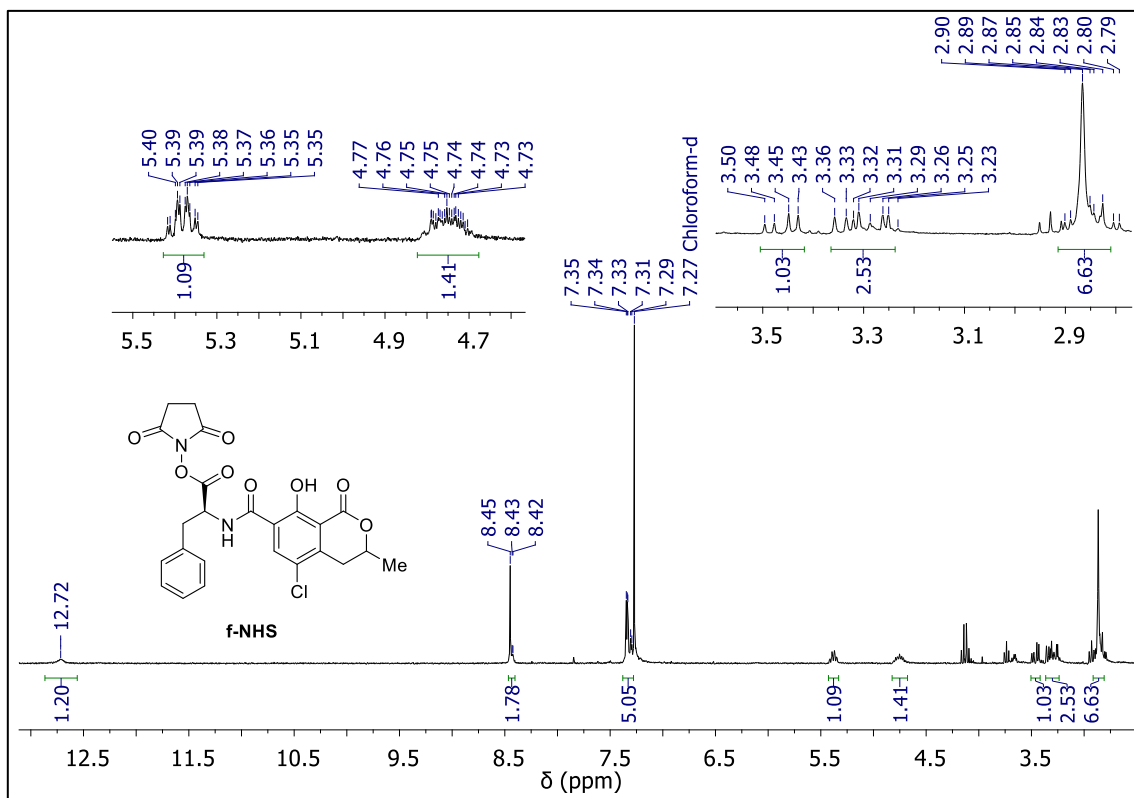 5.40 5.39 5.39 5.38 5.37 5.36 5.35 5.35
4.77 4.76 4.75 4.75 4.74 4.74 4.73 4.73
1.09
1.41
5.5 5.3 5.1 4.9 4.7
7.35 7.34 7.33 7.31 7.29 7.27 Chloroform-d
3.50 3.48 3.45 3.43 3.36 3.33 3.32 3.31 3.29 3.26 3.25 3.23
2.90 2.89 2.87 2.85 2.84 2.83 2.80 2.79
1.03
2.53
6.63
3.5 3.3 3.1 2.9
O N O
O O O OH O
N H
O
Me
Cl
f-NHS
12.72
8.45 8.43 8.42
1.20
1.78
5.05
1.09
1.41
1.03
2.53
6.63
12.5 11.5 10.5 9.5 8.5 7.5 6.5 5.5 4.5 3.5
δ (ppm)